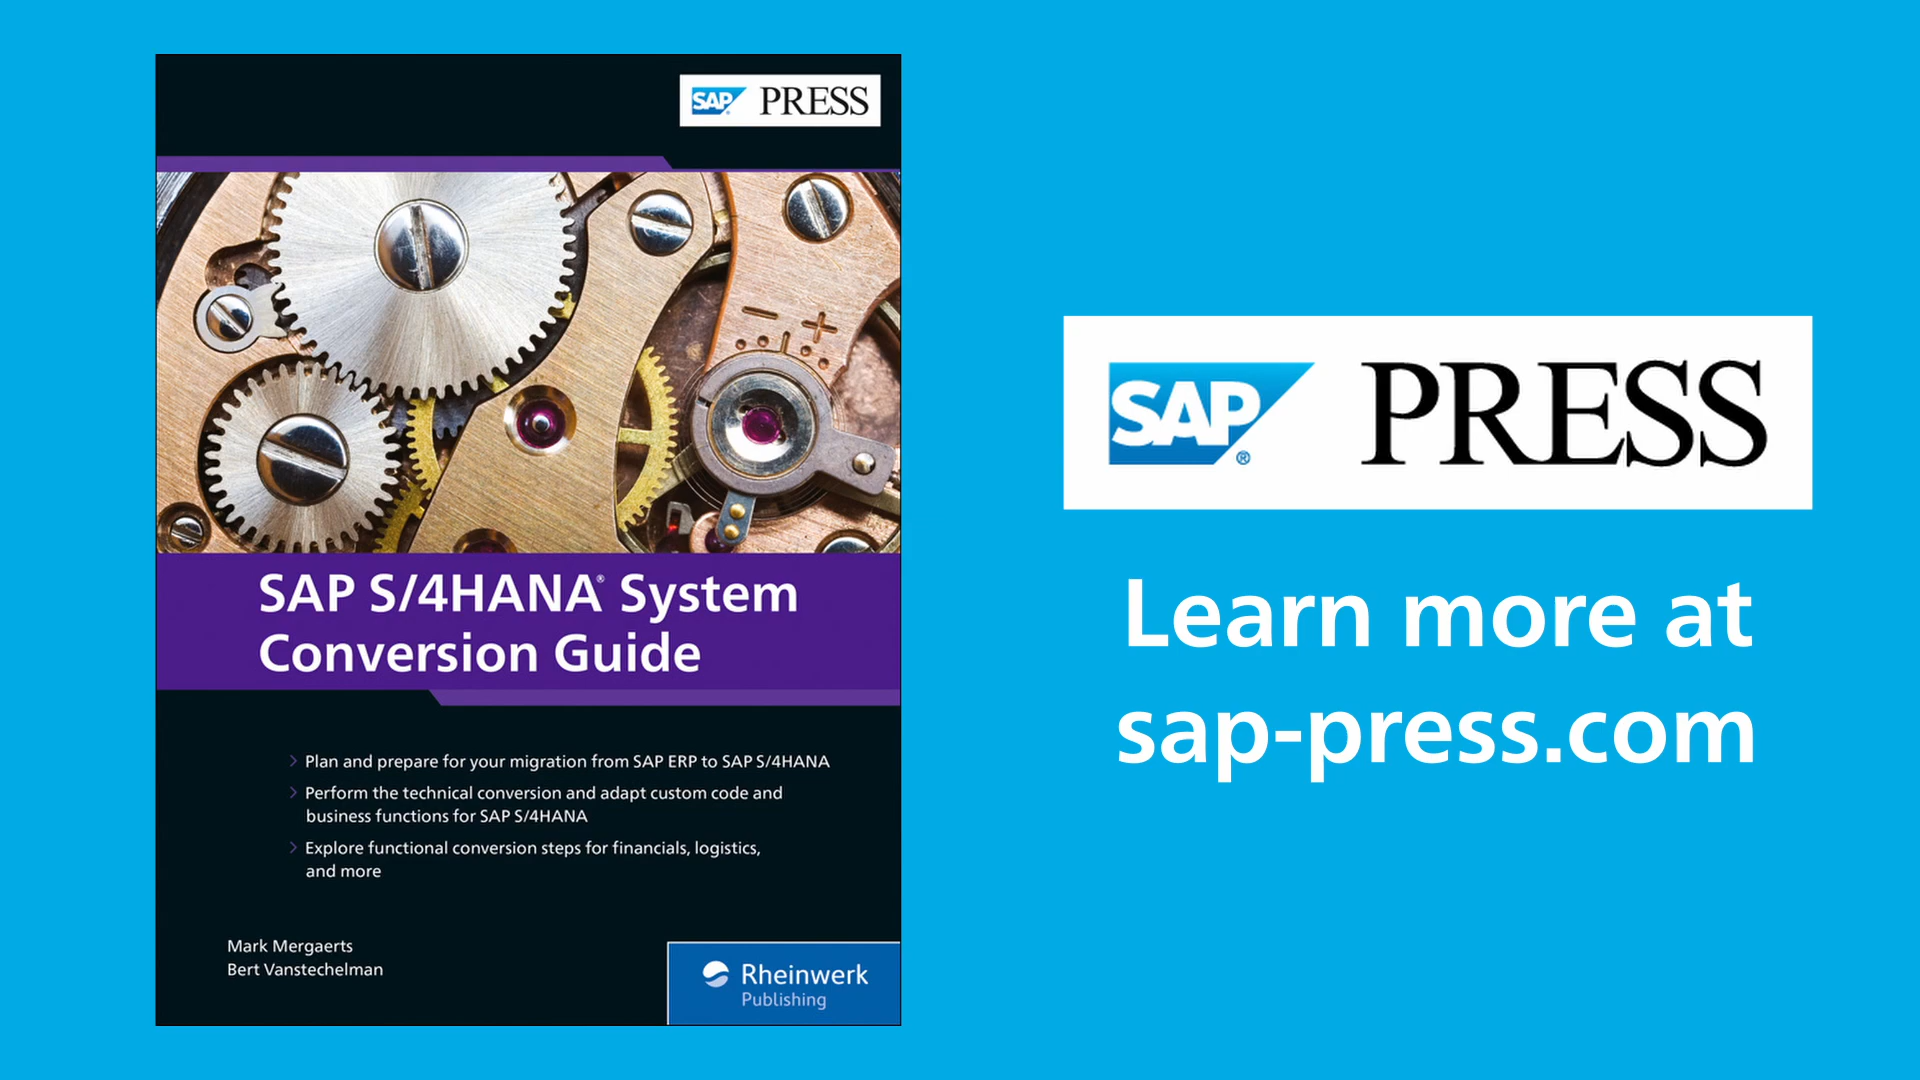 SAP PRESS
SAP S/4HANA® System
Conversion Guide
> Plan and prepare for your migration from SAP ERP to SAP S/4HANA
> Perform the technical conversion and adapt custom code and
business functions for SAP S/4HANA
> Explore functional conversion steps for financials, logistics,
and more
Mark Mergaerts
Bert Vanstechelman
Rheinwerk
Publishing
SAP® PRESS
Learn more at
sap-press.com